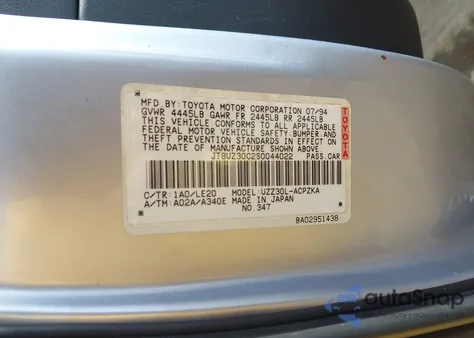 MFD.BY:TOYOTA MOTOR CORPORATION 07/94
GVWR 4445LB GAWR FR 2445LB RR 2445LB
THIS VEHICLE CONFORMS TO ALL APPLICABLE
FEDERAL MOTOR VEHICLE SAFETY,BUMPER,AND
THEFT PREVENTION STANDARDS IN EFFECT ON
THE DATE OF MANUFACTURE SHOWN ABOVE.
JT8UZ30C2S0044022 PASS.CAR
TOYOTA
C/TR:1A0/LE20 MODEL:UZZ30L-ACPZKA
A/TM:A02A/A340E MADE IN JAPAN
NO.347
BA02951438
autoSnap